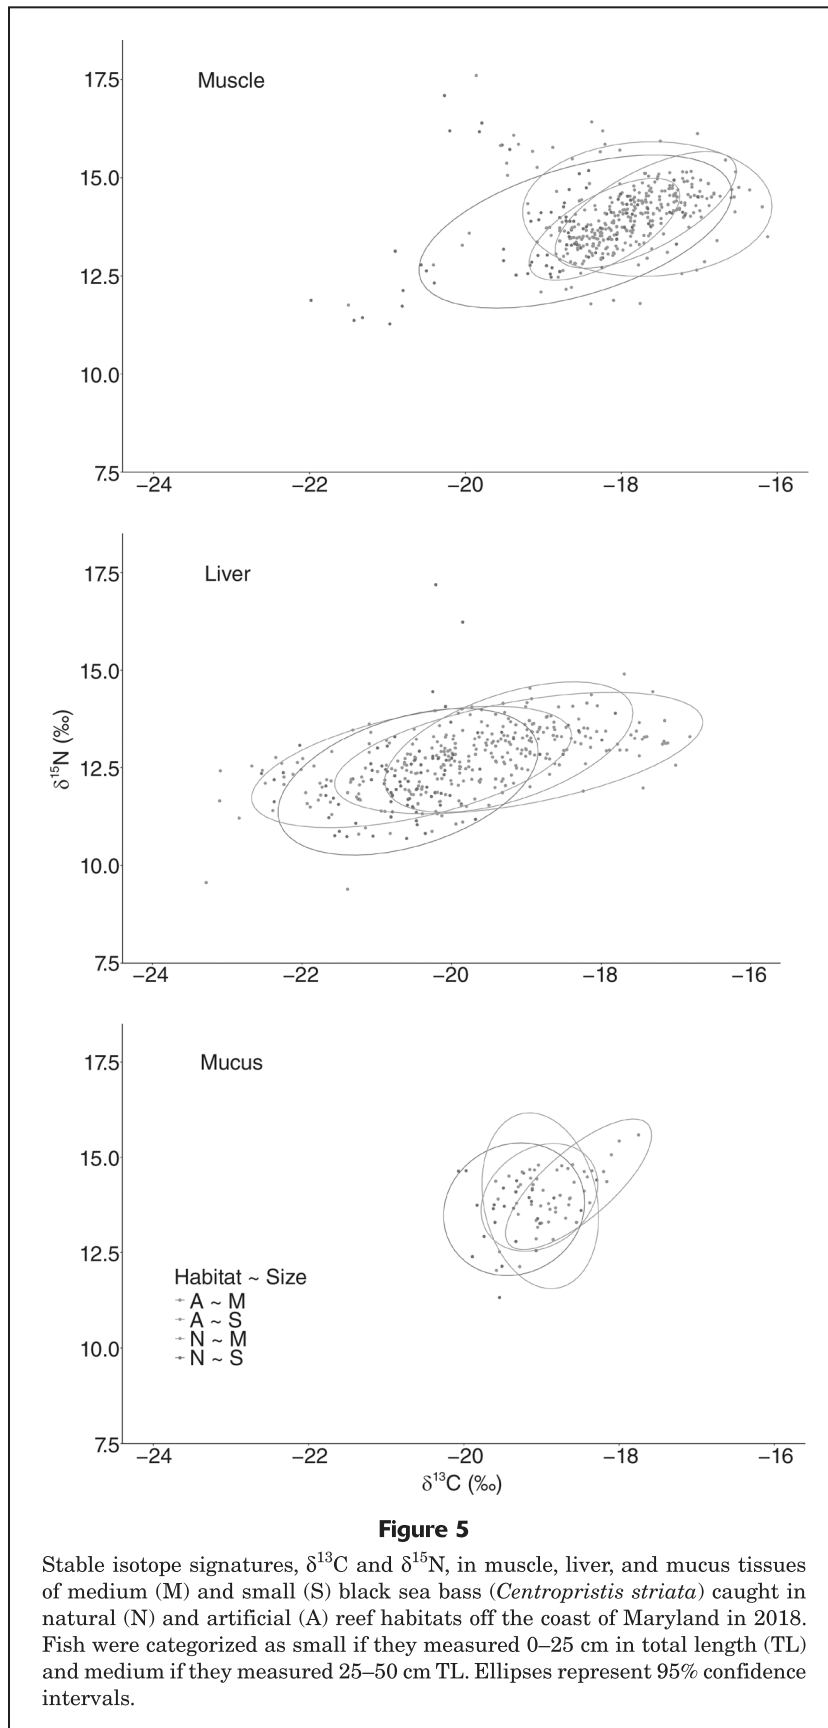 Muscle
17.5
15.0
12.5
10.0
7.5
−24 −22 −20 −18 −16
Liver
17.5
15.0
12.5
10.0
7.5
δ15N (‰)
−24 −22 −20 −18 −16
Mucus
17.5
15.0
12.5
10.0
7.5
Habitat ~ Size
A ~ M
A ~ S
N ~ M
N ~ S
−24 −22 −20 −18 −16
δ13C (‰)
Figure 5
Stable isotope signatures, δ13C and δ15N, in muscle, liver, and mucus tissues
of medium (M) and small (S) black sea bass (Centropristis striata) caught in
natural (N) and artificial (A) reef habitats off the coast of Maryland in 2018.
Fish were categorized as small if they measured 0–25 cm in total length (TL)
and medium if they measured 25–50 cm TL. Ellipses represent 95% confidence
intervals.